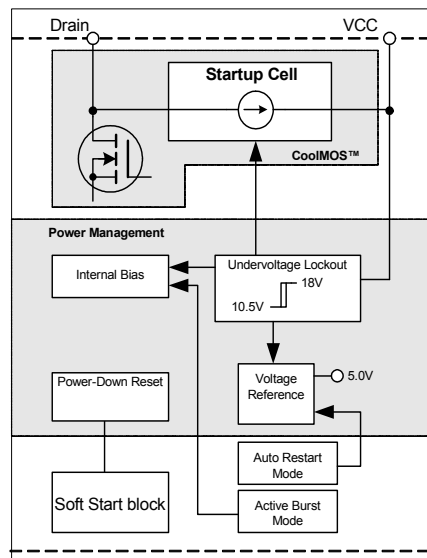 Drain
VCC
Startup Cell
CoolMOS™
Power Management
Internal Bias
Undervoltage Lockout
18V
10.5V
Power-Down Reset
Voltage
Reference
5.0V
Auto Restart
Mode
Soft Start block
Active Burst
Mode